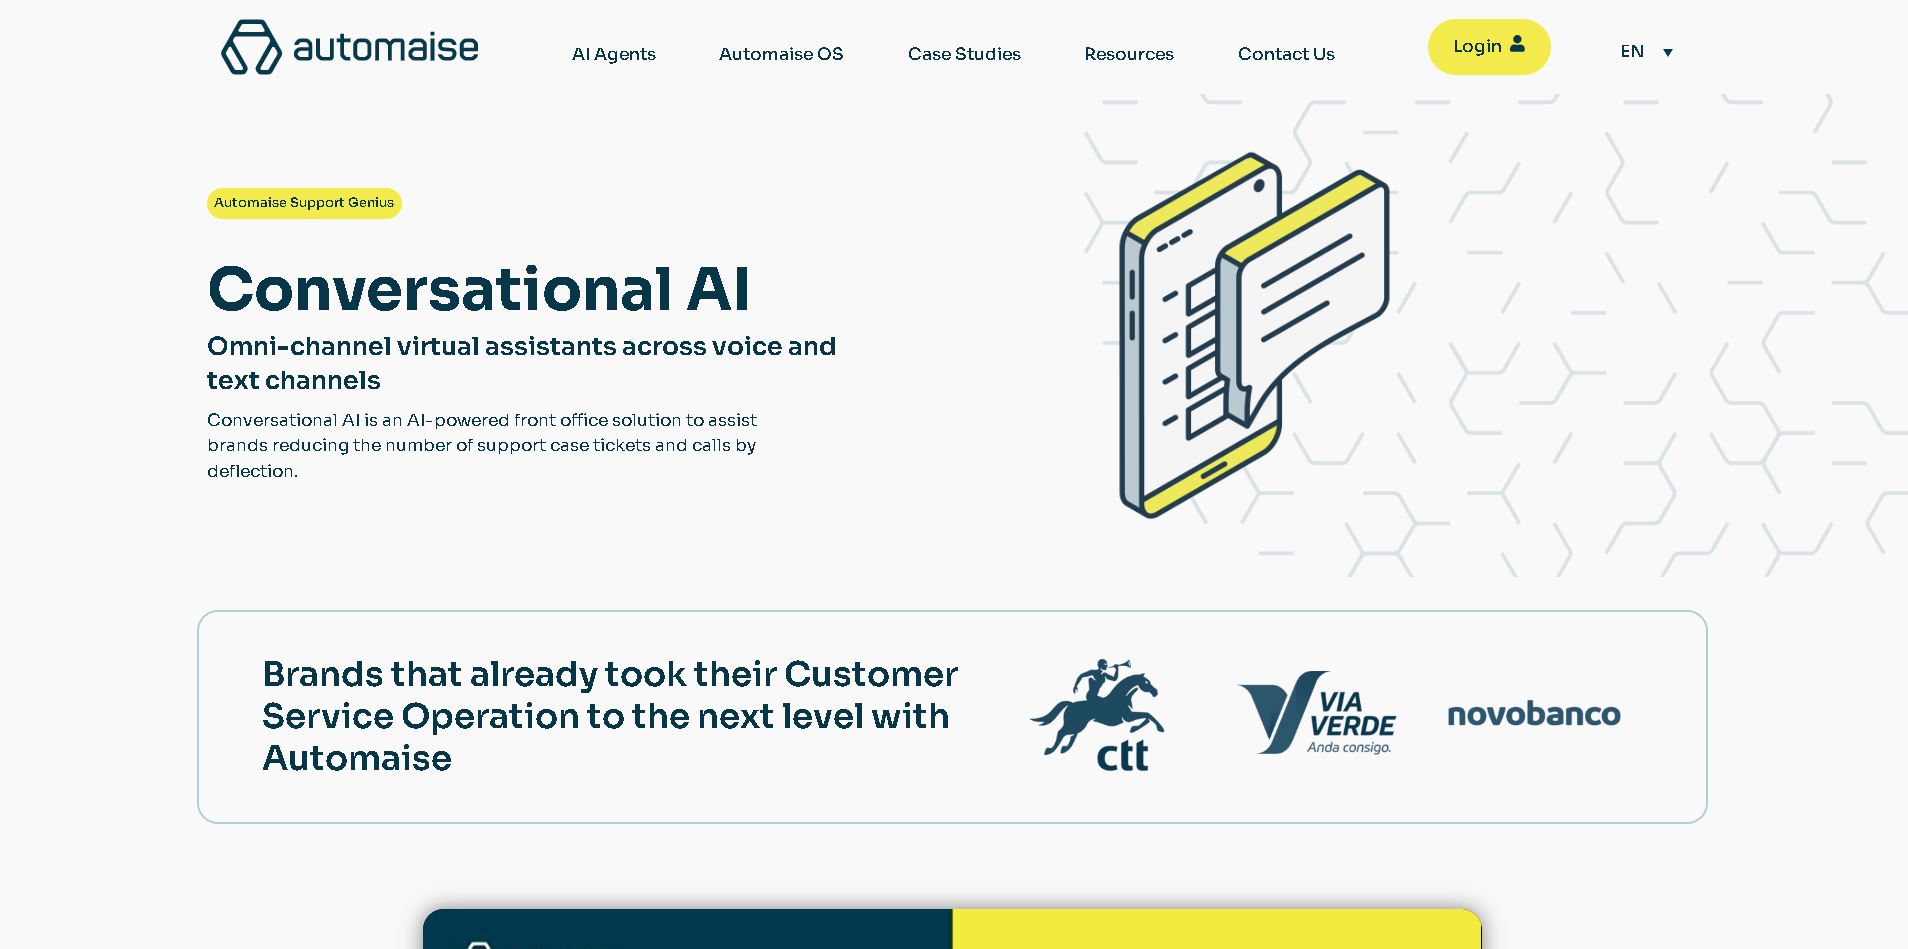 automaise
AI Agents
Automaise OS
Case Studies
Resources
Contact Us
Login
EN
Automaise Support Genius
Conversational AI
Omni-channel virtual assistants across voice and
text channels
Conversational AI is an AI-powered front office solution to assist
brands reducing the number of support case tickets and calls by
deflection.
Brands that already took their Customer
Service Operation to the next level with
Automaise
ctt
VIA
VERDE
Anda consigo.
novobanco